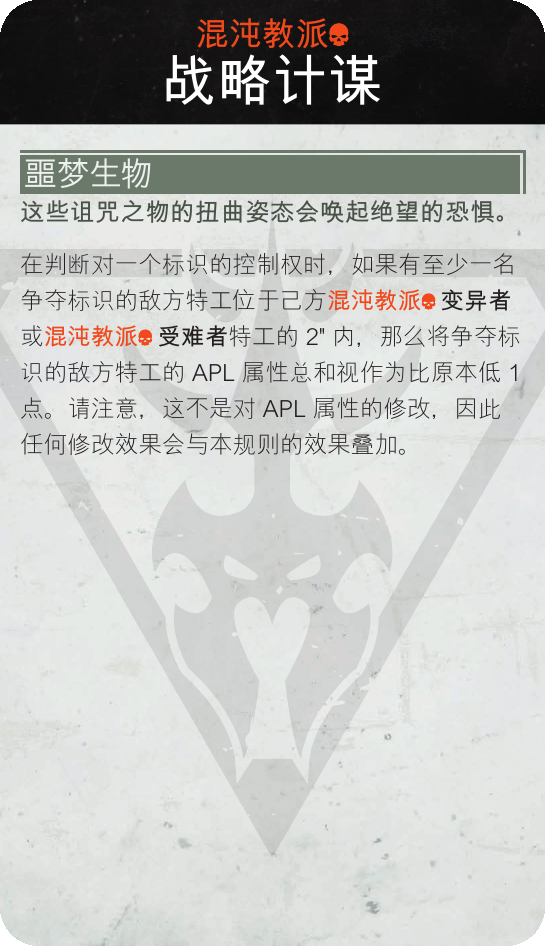 混沌教派
战略计谋
噩梦生物
这些诅咒之物的扭曲姿态会唤起绝望的恐惧。
在判断对一个标识的控制权时，如果有至少一名
争夺标识的敌方特工位于己方混沌教派 变异者
或混沌教派 受难者特工的 2" 内，那么将争夺标
识的敌方特工的 APL 属性总和视作为比原本低 1
点。请注意，这不是对 APL 属性的修改，因此
任何修改效果会与本规则的效果叠加。